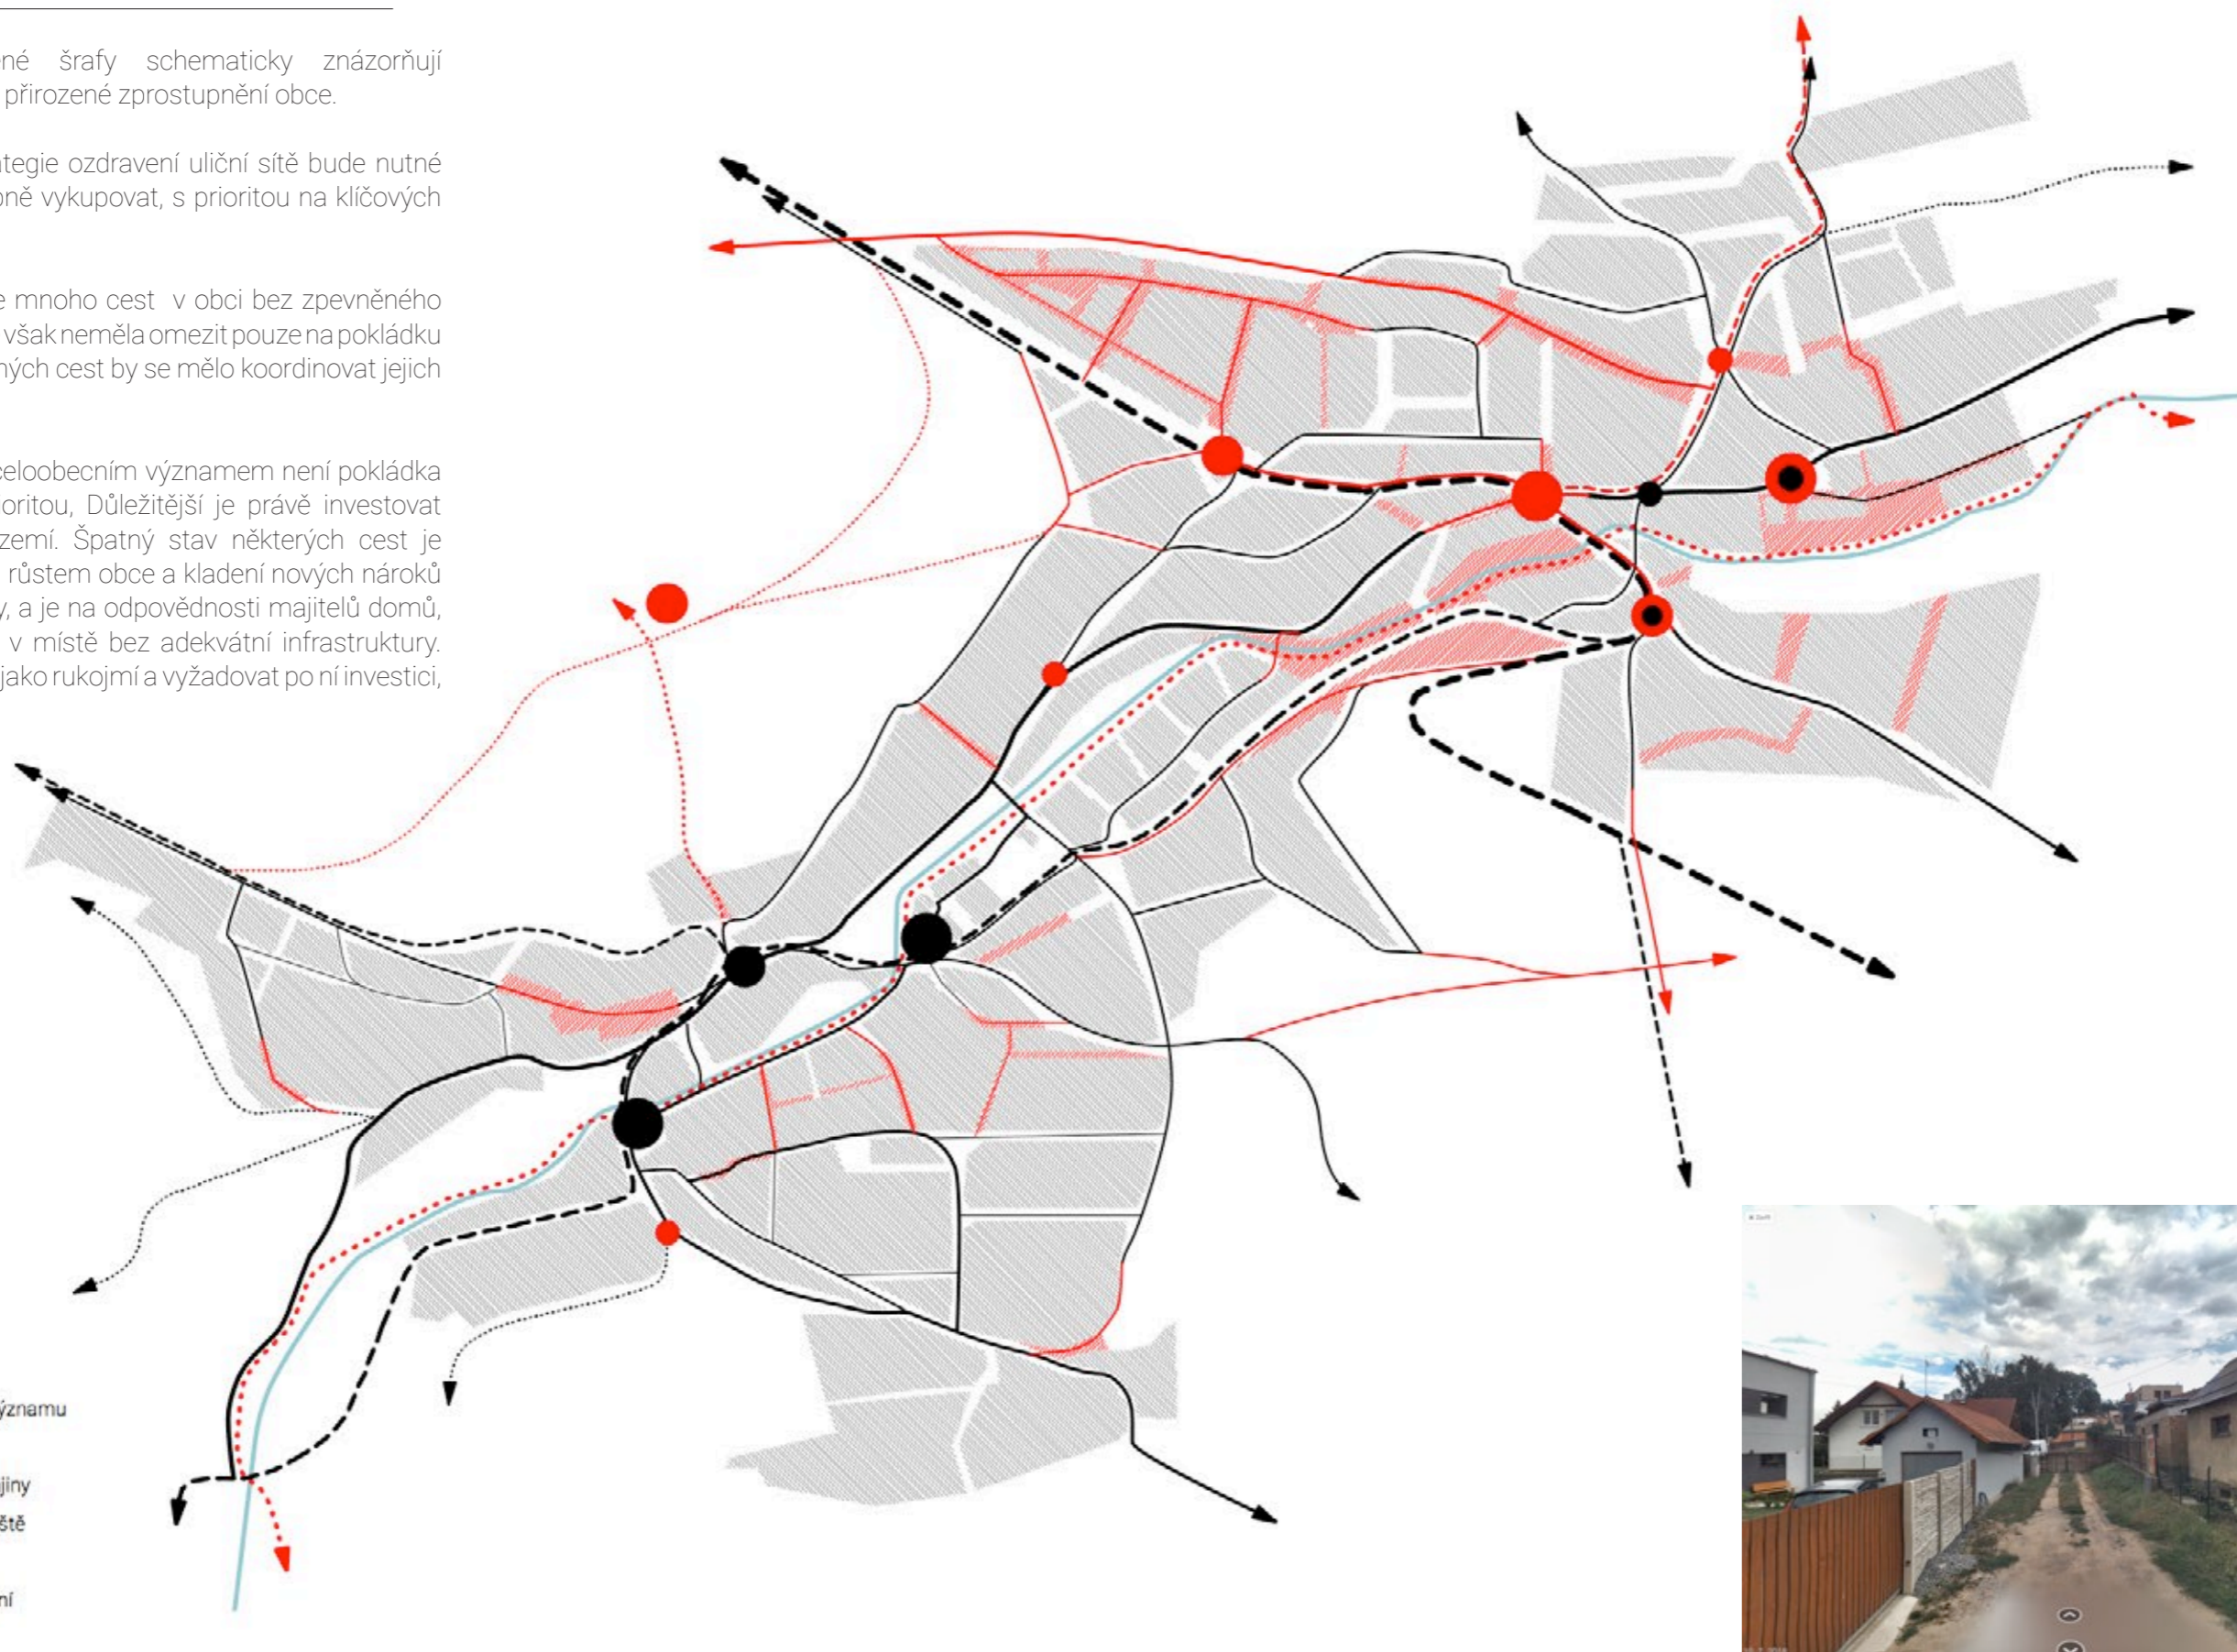 né šrafy schematicky znázorňují
přirozené zprostupnění obce.
tegie ozdravení uliční sítě bude nutné
ně vykupovat, s prioritou na klíčových
e mnoho cest v obci bez zpevněného
však neměla omezit pouze na pokládku
ných cest by se mělo koordinovat jejich
celoobecním významem není pokládka
oritou, Důležitější je právě investovat
zemí. Špatný stav některých cest je
růstem obce a kladení nových nároků
y, a je na odpovědnosti majitelů domů,
v místě bez adekvátní infrastruktury.
jako rukojmí a vyžadovat po ní investici,
ýznamu
jiny
ště
ní